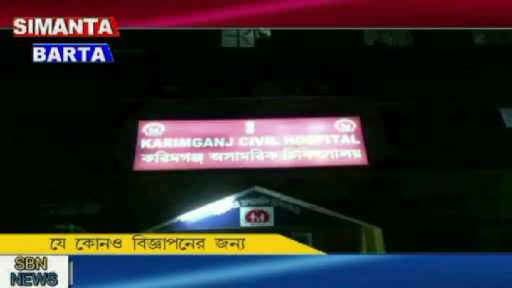 SIMANTA
BARTA
KARIMGANJ CIVIL HOSPITAL
করিমগঞ্জ অসামরিক চিকিৎসালয়
যে কোনও বিজ্ঞাপনের জন্য
SBN
NEWS